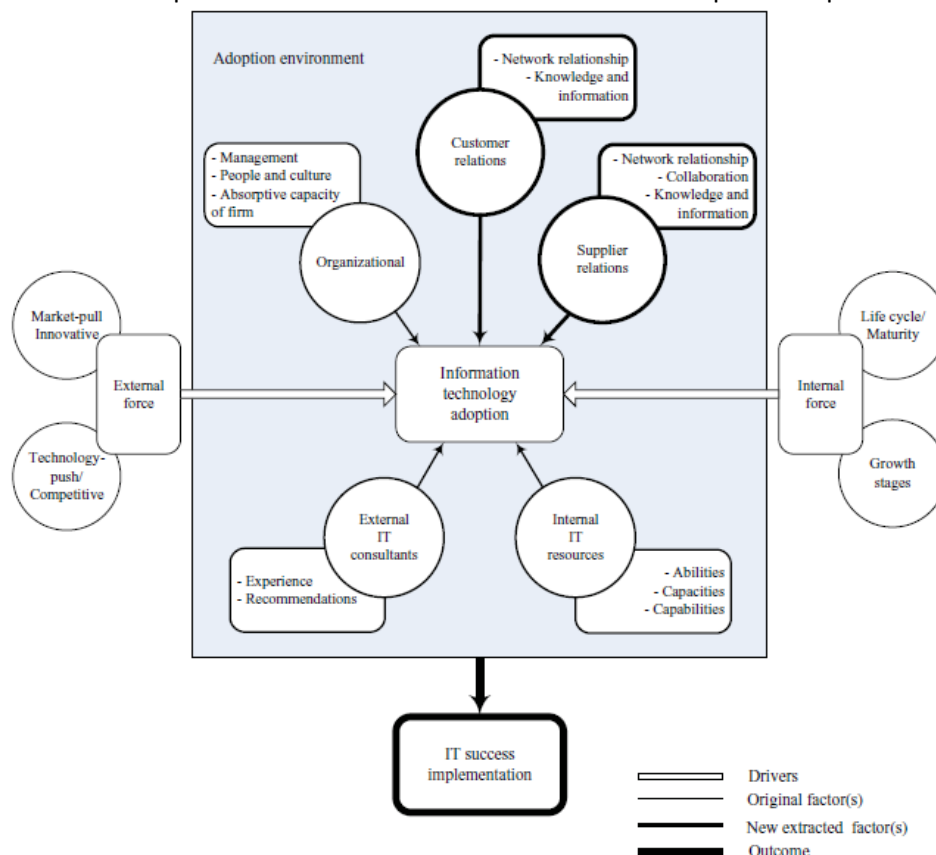 Adoption environment
- Network relationship
- Knowledge and
information
Customer
relations
- Management
- People and culture
- Absorptive capacity
of firm
Organizational
- Network relationship
- Collaboration
- Knowledge and
information
Supplier
relations
Market-pull
Innovative
External
force
Technology-
push/
Competitive
Information
technology
adoption
Life cycle/
Maturity
Internal
force
Growth
stages
External
IT
consultants
- Experience
- Recommendations
Internal
IT
resources
- Abilities
- Capacities
- Capabilities
IT success
implementation
Drivers
Original factor(s)
New extracted factor(s)
Outcome